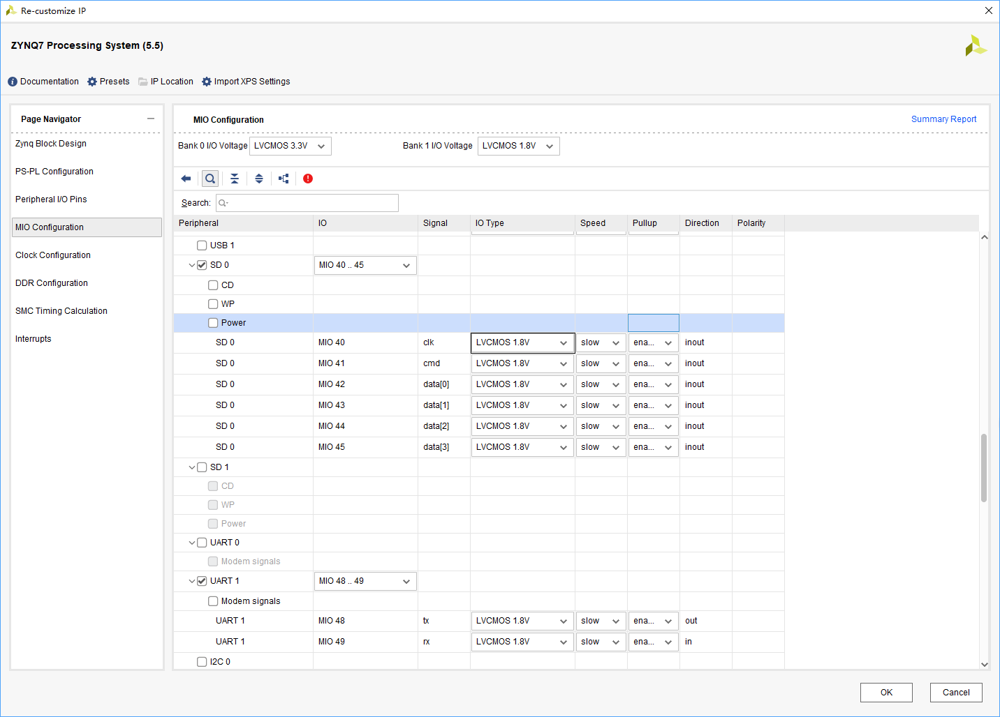 Re-customize IP
ZYNQ7 Processing System (5.5)
Documentation Presets IP Location Import XPS Settings
Page Navigator
Zynq Block Design
PS-PL Configuration
Peripheral I/O Pins
MIO Configuration
Clock Configuration
DDR Configuration
SMC Timing Calculation
Interrupts
MIO Configuration Summary Report
Bank 0 I/O Voltage LVCMOS 3.3V Bank 1 I/O Voltage LVCMOS 1.8V
Search:
Peripheral IO Signal IO Type Speed Pullup Direction Polarity
USB 1
SD 0 MIO 40 .. 45
CD
WP
Power
SD 0 MIO 40 clk LVCMOS 1.8V slow ena... inout
SD 0 MIO 41 cmd LVCMOS 1.8V slow ena... inout
SD 0 MIO 42 data[0] LVCMOS 1.8V slow ena... inout
SD 0 MIO 43 data[1] LVCMOS 1.8V slow ena... inout
SD 0 MIO 44 data[2] LVCMOS 1.8V slow ena... inout
SD 0 MIO 45 data[3] LVCMOS 1.8V slow ena... inout
SD 1
CD
WP
Power
UART 0
Modem signals
UART 1 MIO 48 .. 49
Modem signals
UART 1 MIO 48 tx LVCMOS 1.8V slow ena... out
UART 1 MIO 49 rx LVCMOS 1.8V slow ena... in
I2C 0
OK Cancel